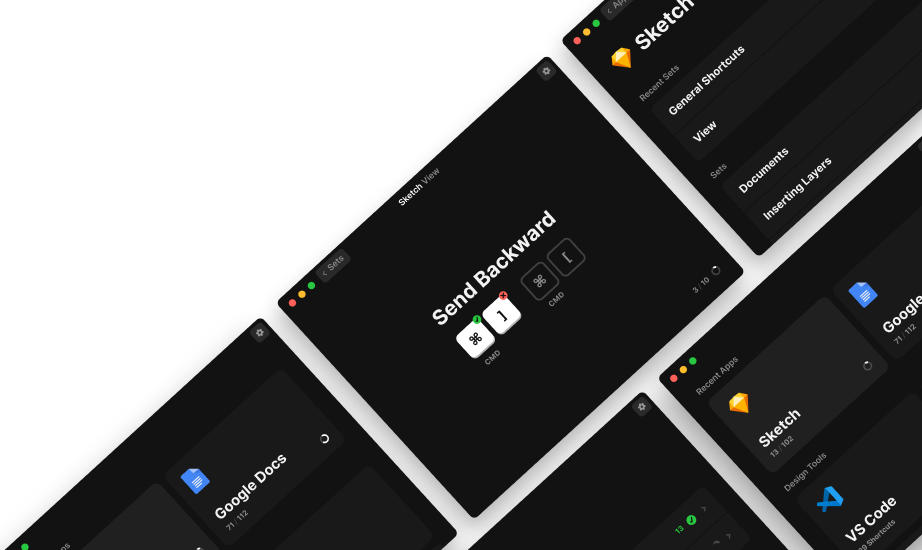 Sketch
Recent Sets
General Shortcuts
View
Sets
Documents
Inserting Layers
Sets
Sketch View
Send Backward
⌘ ]
CMD
⌘ [
CMD
3 / 10
Recent Apps
Sketch
13 / 102
Google
71 / 112
Design Tools
VS Code
Shortcuts
Google Docs
71 / 112
13